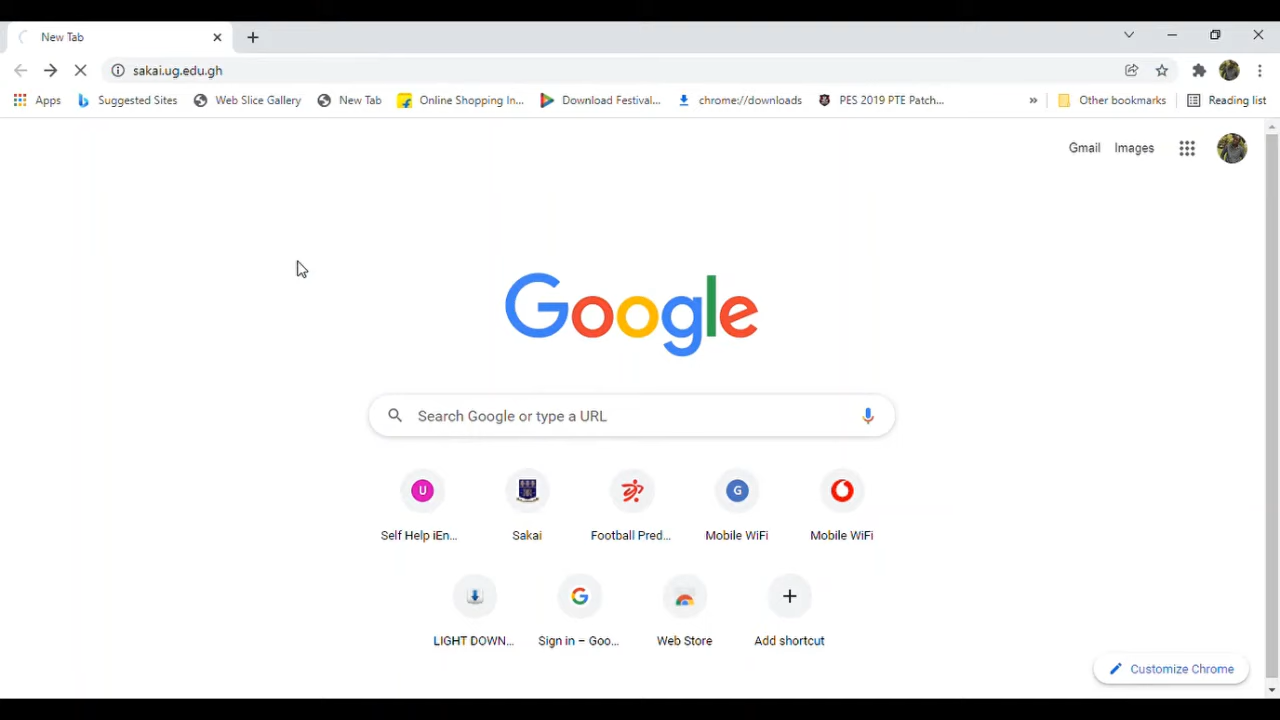 New Tab
sakai.ug.edu.gh
Apps Suggested Sites Web Slice Gallery New Tab Online Shopping In... Download Festival... chrome://downloads PES 2019 PTE Patch... » Other bookmarks Reading list
Gmail Images
Google
Search Google or type a URL
U G
Self Help iEn... Sakai Football Pred... Mobile WiFi Mobile WiFi
LIGHT DOWN... Sign in – Goo... Web Store Add shortcut
Customize Chrome